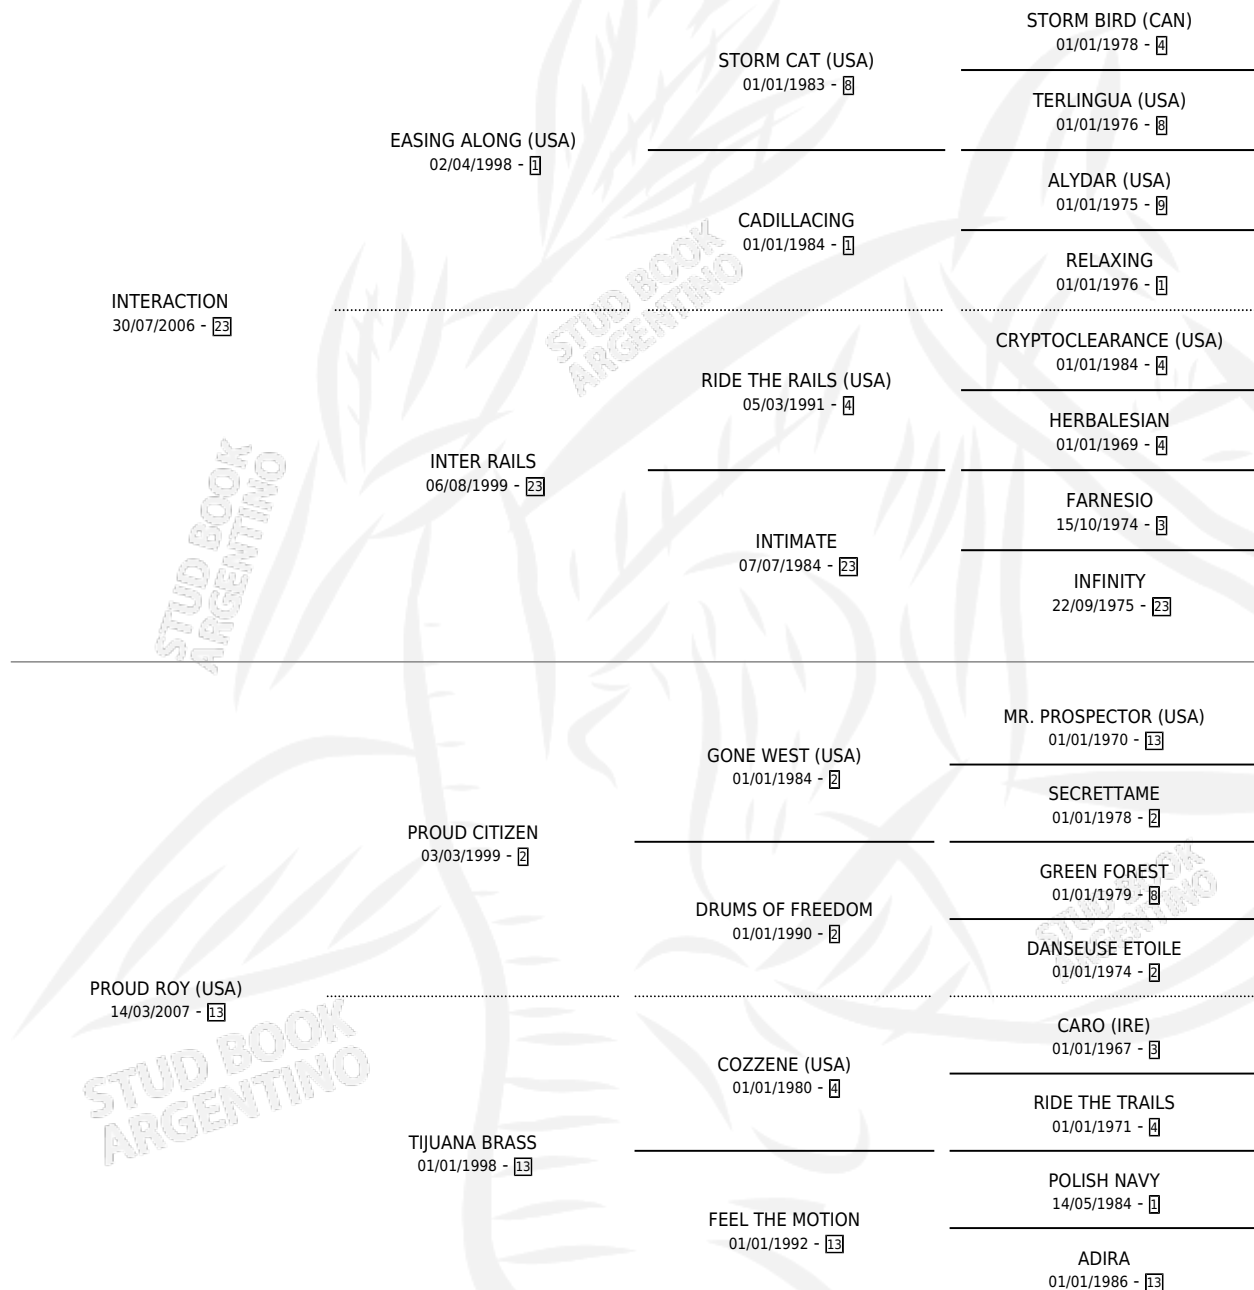 STORM BIRD (CAN)
01/01/1978 - 4
STORM CAT (USA)
01/01/1983 - 8
TERLINGUA (USA)
01/01/1976 - 8
EASING ALONG (USA)
02/04/1998 - 1
ALYDAR (USA)
01/01/1975 - 9
CADILLACING
01/01/1984 - 1
RELAXING
01/01/1976 - 1
INTERACTION
30/07/2006 - 23
CRYPTOCLEARANCE (USA)
01/01/1984 - 4
RIDE THE RAILS (USA)
05/03/1991 - 4
HERBALESIAN
01/01/1969 - 4
INTER RAILS
06/08/1999 - 23
FARNESIO
15/10/1974 - 3
INTIMATE
07/07/1984 - 23
INFINITY
22/09/1975 - 23
STUD BOOK
ARGENTINO
STUD BOOK
ARGENTINO
MR. PROSPECTOR (USA)
01/01/1970 - 13
GONE WEST (USA)
01/01/1984 - 2
SECRETTAME
01/01/1978 - 2
PROUD CITIZEN
03/03/1999 - 2
GREEN FOREST
01/01/1979 - 8
DRUMS OF FREEDOM
01/01/1990 - 2
DANSEUSE ETOILE
01/01/1974 - 2
PROUD ROY (USA)
14/03/2007 - 13
CARO (IRE)
01/01/1967 - 3
COZZENE (USA)
01/01/1980 - 4
RIDE THE TRAILS
01/01/1971 - 4
TIJUANA BRASS
01/01/1998 - 13
POLISH NAVY
14/05/1984 - 1
FEEL THE MOTION
01/01/1992 - 13
ADIRA
01/01/1986 - 13
STUD BOOK
ARGENTINO
STUD BOOK
ARGENTINO